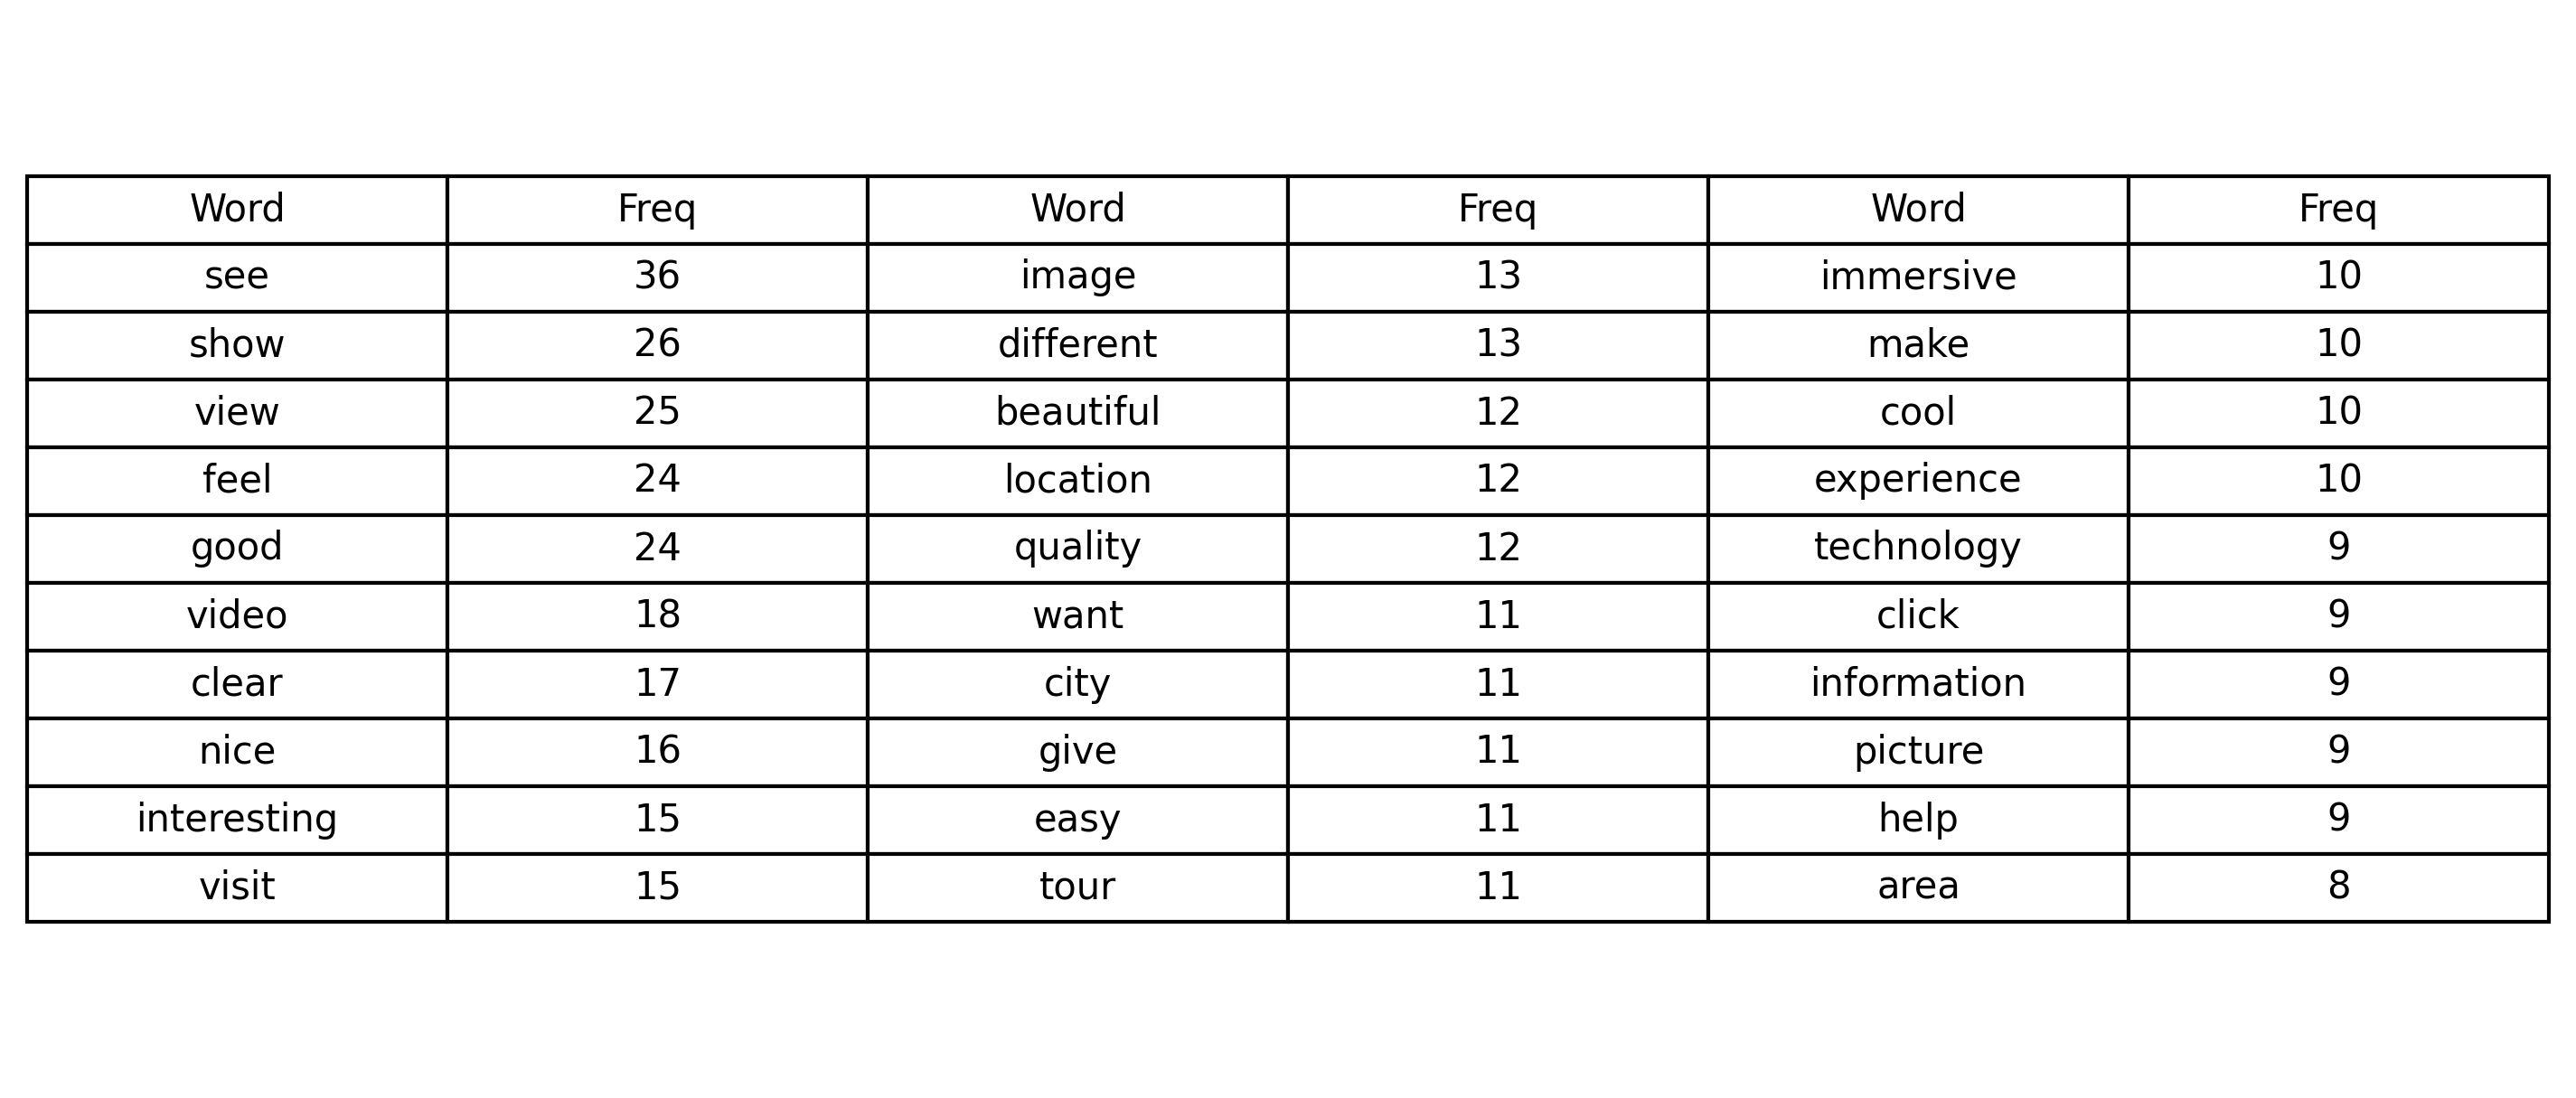 Word Freq Word Freq Word Freq
see 36 image 13 immersive 10
show 26 different 13 make 10
view 25 beautiful 12 cool 10
feel 24 location 12 experience 10
good 24 quality 12 technology 9
video 18 want 11 click 9
clear 17 city 11 information 9
nice 16 give 11 picture 9
interesting 15 easy 11 help 9
visit 15 tour 11 area 8